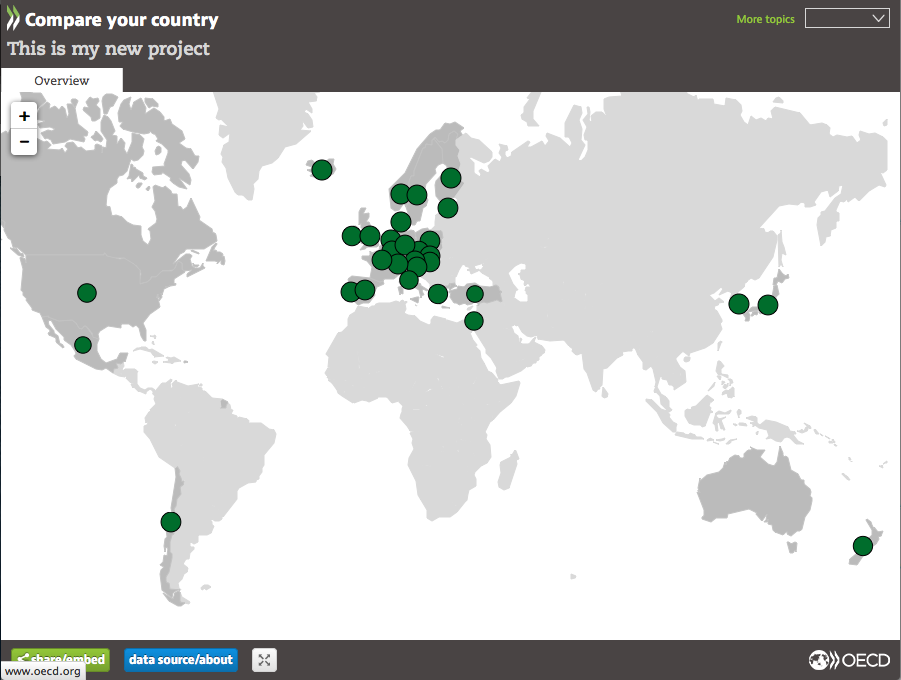 Compare your country
More topics
This is my new project
Overview
+
−
share/embed
data source/about
OECD
www.oecd.org